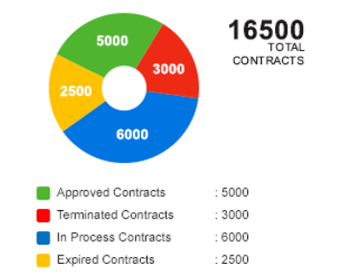 5000
3000
2500
6000
16500
TOTAL
CONTRACTS
Approved Contracts : 5000
Terminated Contracts : 3000
In Process Contracts : 6000
Expired Contracts : 2500